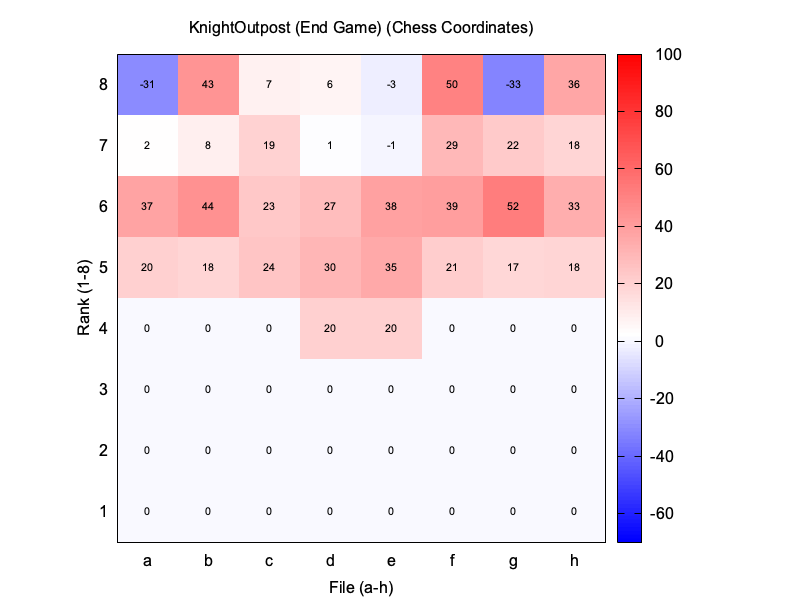 KnightOutpost (End Game) (Chess Coordinates)
8 -31 43 7 6 -3 50 -33 36
7 2 8 19 1 -1 29 22 18
6 37 44 23 27 38 39 52 33
5 20 18 24 30 35 21 17 18
4 0 0 0 20 20 0 0 0
3 0 0 0 0 0 0 0 0
2 0 0 0 0 0 0 0 0
1 0 0 0 0 0 0 0 0
a b c d e f g h
File (a-h)
Rank (1-8)
100
80
60
40
20
0
-20
-40
-60